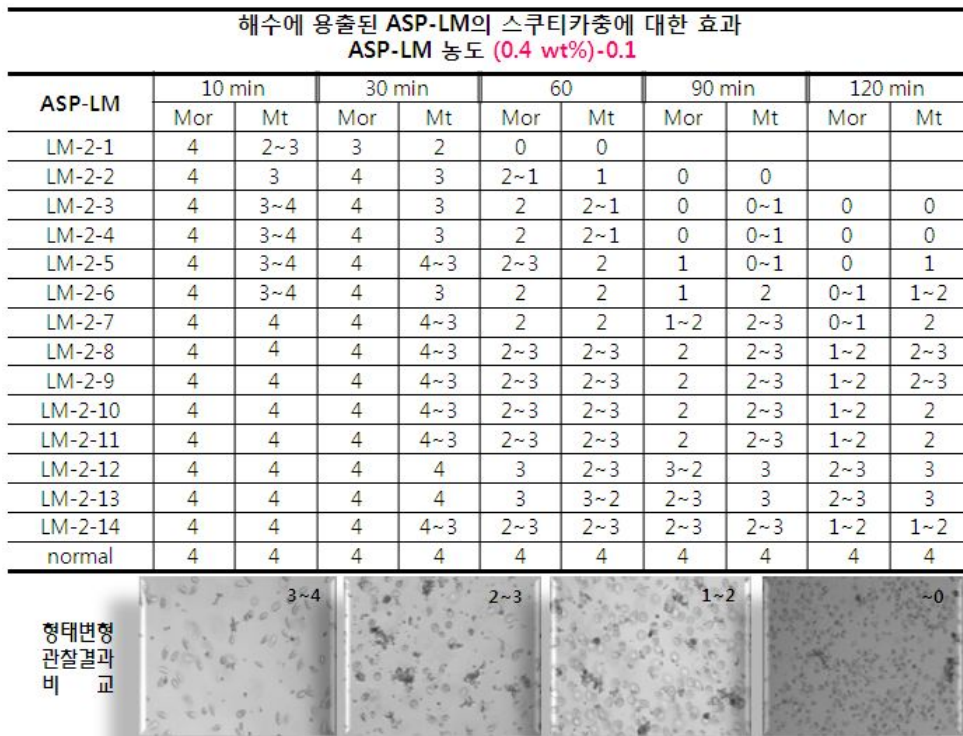 해수에 용출된 ASP-LM의 스쿠티카충에 대한 효과
ASP-LM 농도 (0.4 wt%)-0.1
ASP-LM 10 min 30 min 60 90 min 120 min
Mor Mt Mor Mt Mor Mt Mor Mt Mor Mt
LM-2-1 4 2~3 3 2 0 0
LM-2-2 4 3 4 3 2~1 1 0 0
LM-2-3 4 3~4 4 3 2 2~1 0 0~1 0 0
LM-2-4 4 3~4 4 3 2 2~1 0 0~1 0 0
LM-2-5 4 3~4 4 4~3 2~3 2 1 0~1 0 1
LM-2-6 4 3~4 4 3 2 2 1 2 0~1 1~2
LM-2-7 4 4 4 4~3 2 2 1~2 2~3 0~1 2
LM-2-8 4 4 4 4~3 2~3 2~3 2 2~3 1~2 2~3
LM-2-9 4 4 4 4~3 2~3 2~3 2 2~3 1~2 2~3
LM-2-10 4 4 4 4~3 2~3 2~3 2 2~3 1~2 2
LM-2-11 4 4 4 4~3 2~3 2~3 2 2~3 1~2 2
LM-2-12 4 4 4 4 3 2~3 3~2 3 2~3 3
LM-2-13 4 4 4 4 3 3~2 2~3 3 2~3 3
LM-2-14 4 4 4 4~3 2~3 2~3 2~3 2~3 1~2 1~2
normal 4 4 4 4 4 4 4 4 4 4
3~4 2~3 1~2 ~0
형태변형
관찰결과
비 교